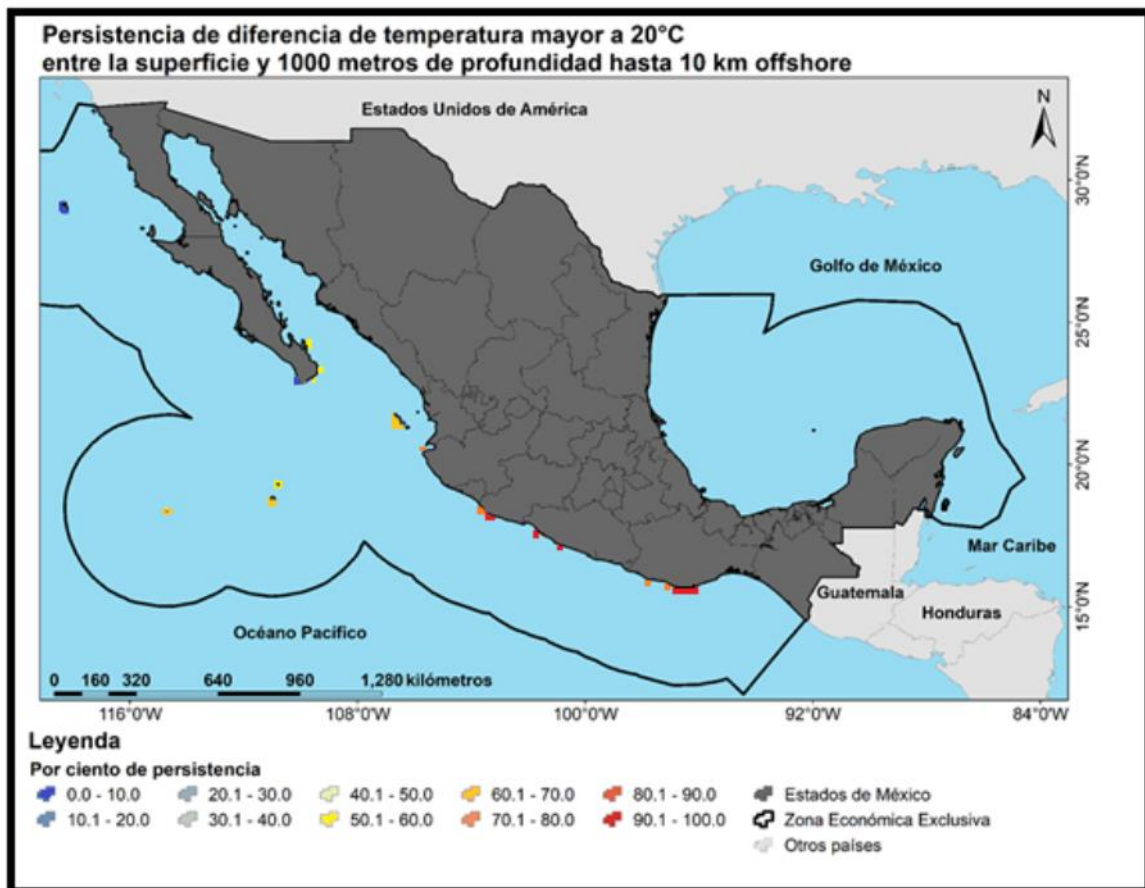 Persistencia de diferencia de temperatura mayor a 20°C
entre la superficie y 1000 metros de profundidad hasta 10 km offshore
Estados Unidos de América
N
30°0'N
Golfo de México
25°0'N
20°0'N
Mar Caribe
Guatemala
Honduras
15°0'N
Océano Pacífico
0 160 320 640 960 1,280 kilómetros
116°0'W 108°0'W 100°0'W 92°0'W 84°0'W
Leyenda
Por ciento de persistencia
0.0 - 10.0 20.1 - 30.0 40.1 - 50.0 60.1 - 70.0 80.1 - 90.0 Estados de México
10.1 - 20.0 30.1 - 40.0 50.1 - 60.0 70.1 - 80.0 90.1 - 100.0 Zona Económica Exclusiva
Otros países